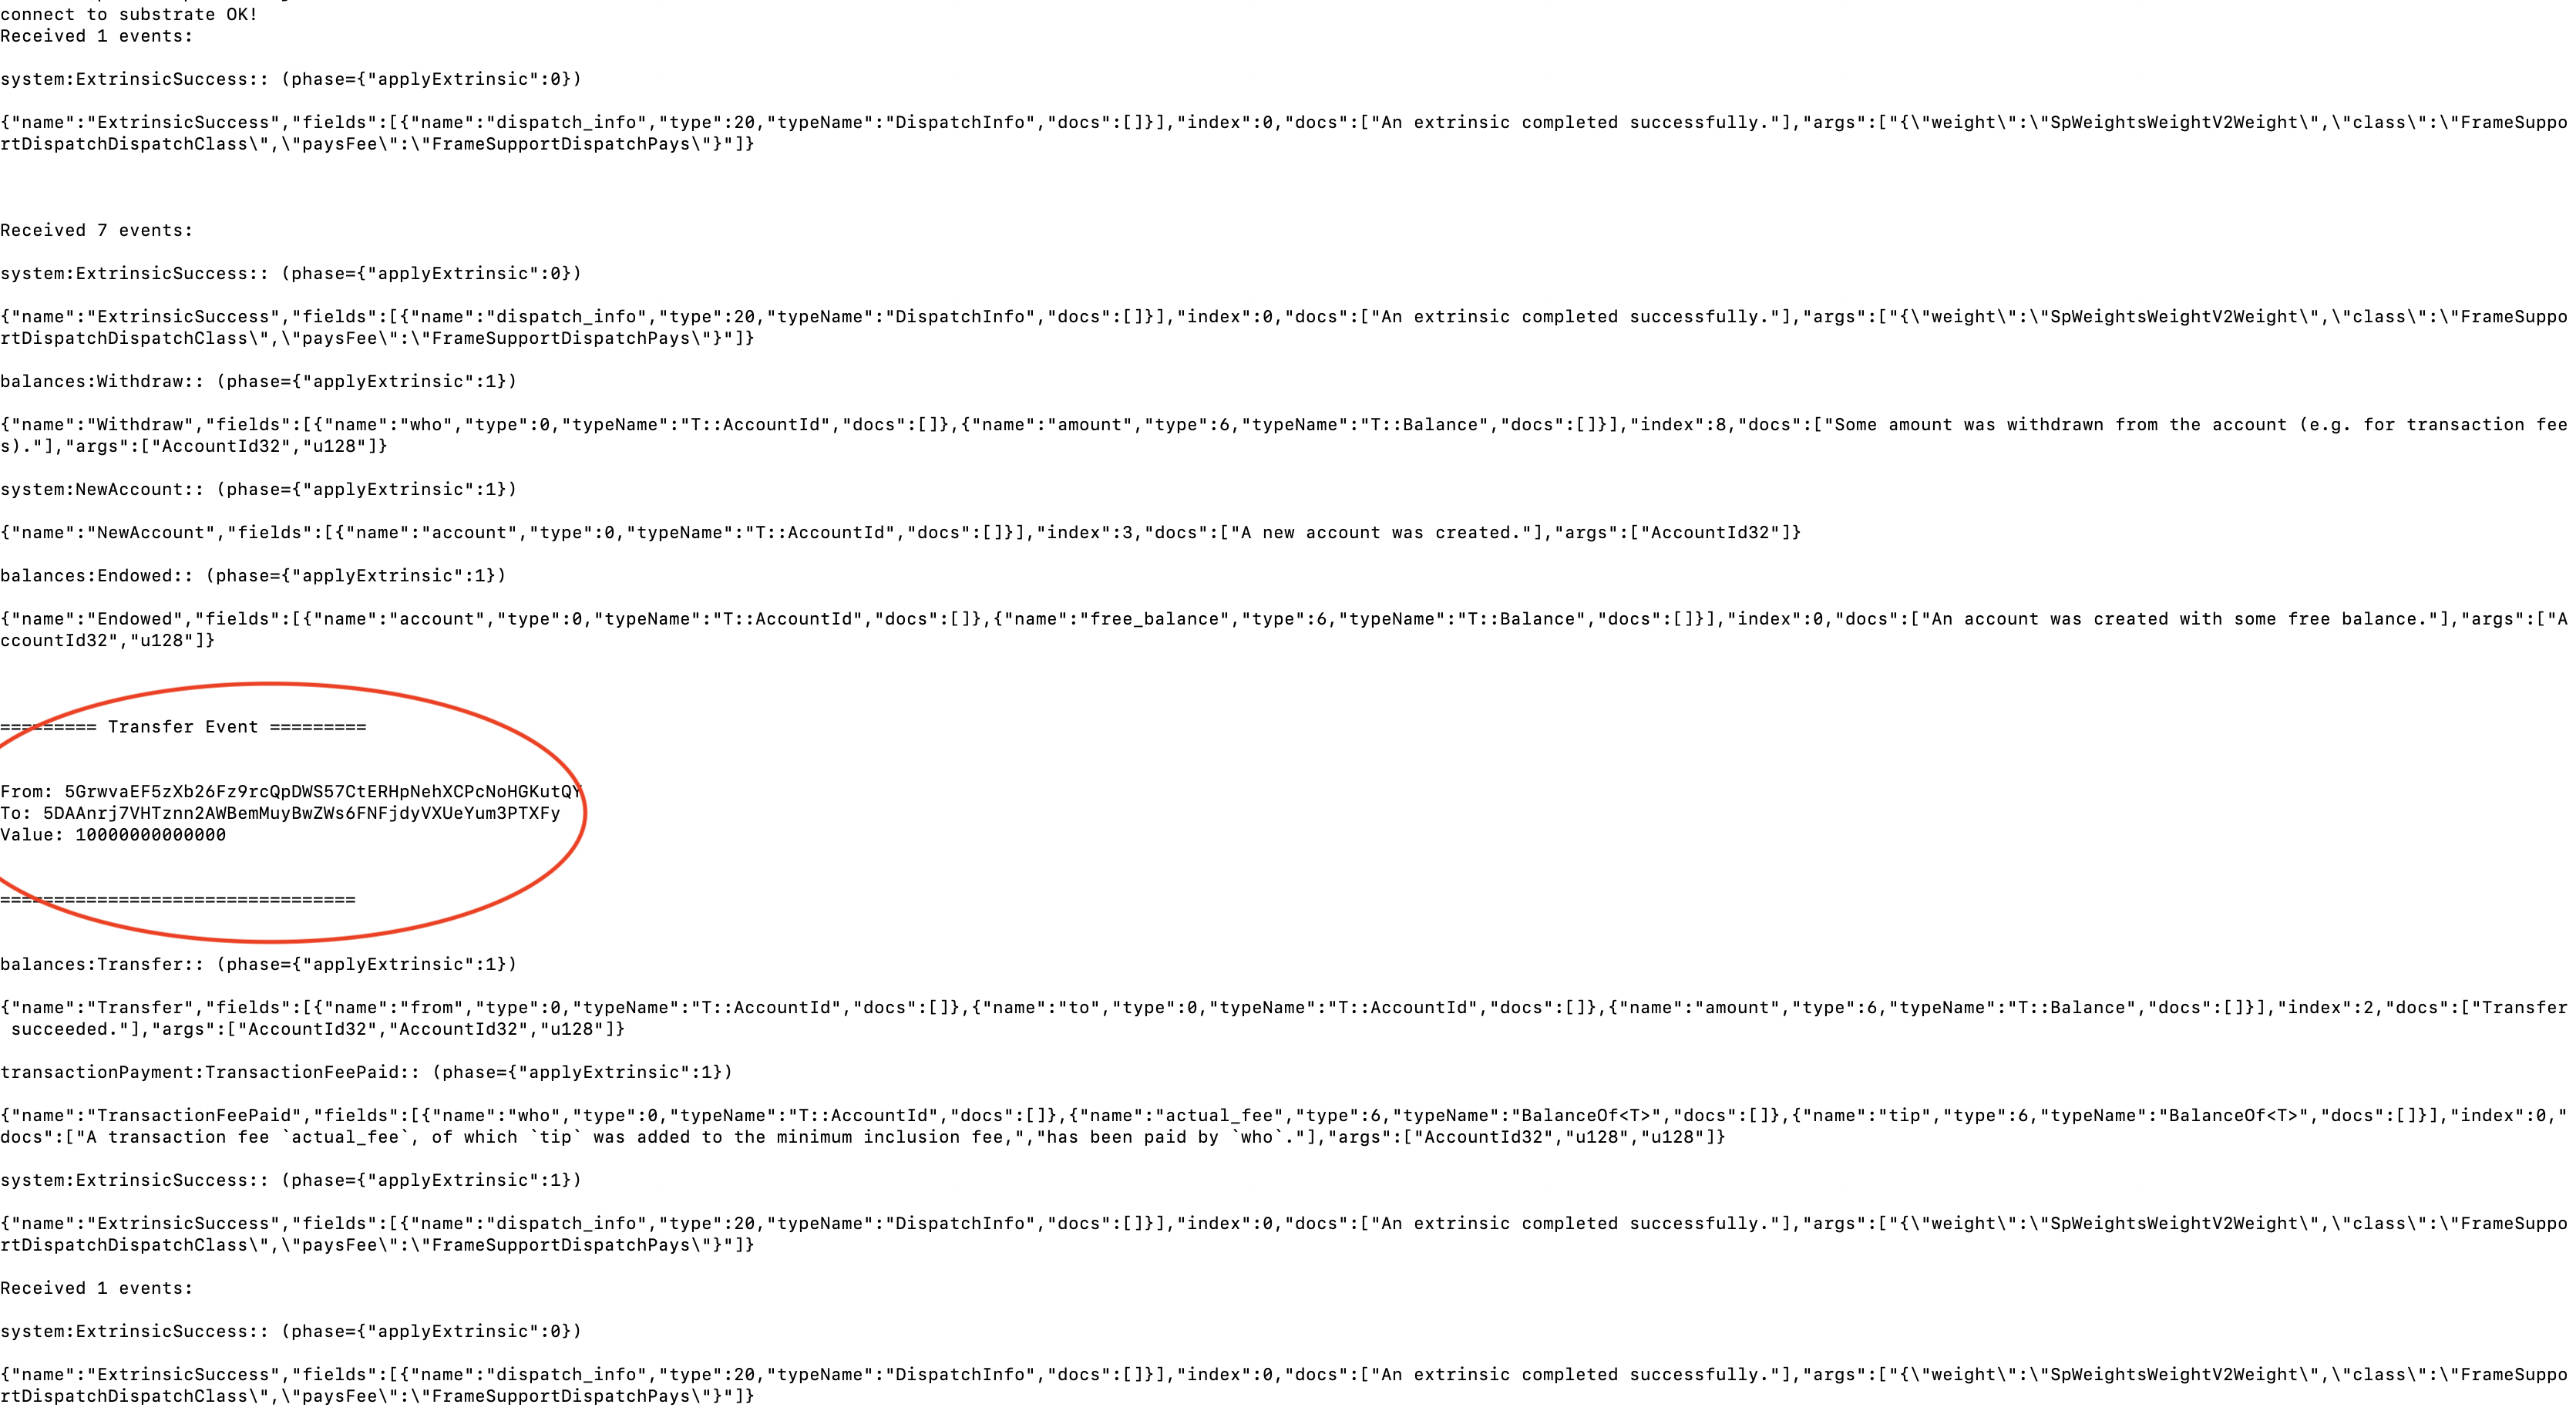 connect to substrate OK!
Received 1 events:
system:ExtrinsicSuccess:: (phase={"applyExtrinsic":0})
{"name":"ExtrinsicSuccess","fields":[{"name":"dispatch_info","type":20,"typeName":"DispatchInfo","docs":[]}],"index":0,"docs":["An extrinsic completed successfully."],"args":["{\"weight\":\"SpWeightsWeightV2Weight\",\"class\":\"FrameSuppo
rtDispatchDispatchClass\",\"paysFee\":\"FrameSupportDispatchPays\"}"]}
Received 7 events:
system:ExtrinsicSuccess:: (phase={"applyExtrinsic":0})
{"name":"ExtrinsicSuccess","fields":[{"name":"dispatch_info","type":20,"typeName":"DispatchInfo","docs":[]}],"index":0,"docs":["An extrinsic completed successfully."],"args":["{\"weight\":\"SpWeightsWeightV2Weight\",\"class\":\"FrameSuppo
rtDispatchDispatchClass\",\"paysFee\":\"FrameSupportDispatchPays\"}"]}
balances:Withdraw:: (phase={"applyExtrinsic":1})
{"name":"Withdraw","fields":[{"name":"who","type":0,"typeName":"T::AccountId","docs":[]},{"name":"amount","type":6,"typeName":"T::Balance","docs":[]}],"index":8,"docs":["Some amount was withdrawn from the account (e.g. for transaction fee
s)."],"args":["AccountId32","u128"]}
system:NewAccount:: (phase={"applyExtrinsic":1})
{"name":"NewAccount","fields":[{"name":"account","type":0,"typeName":"T::AccountId","docs":[]}],"index":3,"docs":["A new account was created."],"args":["AccountId32"]}
balances:Endowed:: (phase={"applyExtrinsic":1})
{"name":"Endowed","fields":[{"name":"account","type":0,"typeName":"T::AccountId","docs":[]},{"name":"free_balance","type":6,"typeName":"T::Balance","docs":[]}],"index":0,"docs":["An account was created with some free balance."],"args":["A
ccountId32","u128"]}
========= Transfer Event =========
From: 5GrwvaEF5zXb26Fz9rcQpDWS57CtERHpNehXCPcNoHGKutQY
To: 5DAAnrj7VHTznn2AWBemMuyBwZWs6FNFjdyVXUeYum3PTXFy
Value: 10000000000000
=================================
balances:Transfer:: (phase={"applyExtrinsic":1})
{"name":"Transfer","fields":[{"name":"from","type":0,"typeName":"T::AccountId","docs":[]},{"name":"to","type":0,"typeName":"T::AccountId","docs":[]},{"name":"amount","type":6,"typeName":"T::Balance","docs":[]}],"index":2,"docs":["Transfer
 succeeded."],"args":["AccountId32","AccountId32","u128"]}
transactionPayment:TransactionFeePaid:: (phase={"applyExtrinsic":1})
{"name":"TransactionFeePaid","fields":[{"name":"who","type":0,"typeName":"T::AccountId","docs":[]},{"name":"actual_fee","type":6,"typeName":"BalanceOf<T>","docs":[]},{"name":"tip","type":6,"typeName":"BalanceOf<T>","docs":[]}],"index":0,"
docs":["A transaction fee `actual_fee`, of which `tip` was added to the minimum inclusion fee,","has been paid by `who`."],"args":["AccountId32","u128","u128"]}
system:ExtrinsicSuccess:: (phase={"applyExtrinsic":1})
{"name":"ExtrinsicSuccess","fields":[{"name":"dispatch_info","type":20,"typeName":"DispatchInfo","docs":[]}],"index":0,"docs":["An extrinsic completed successfully."],"args":["{\"weight\":\"SpWeightsWeightV2Weight\",\"class\":\"FrameSuppo
rtDispatchDispatchClass\",\"paysFee\":\"FrameSupportDispatchPays\"}"]}
Received 1 events:
system:ExtrinsicSuccess:: (phase={"applyExtrinsic":0})
{"name":"ExtrinsicSuccess","fields":[{"name":"dispatch_info","type":20,"typeName":"DispatchInfo","docs":[]}],"index":0,"docs":["An extrinsic completed successfully."],"args":["{\"weight\":\"SpWeightsWeightV2Weight\",\"class\":\"FrameSuppo
rtDispatchDispatchClass\",\"paysFee\":\"FrameSupportDispatchPays\"}"]}